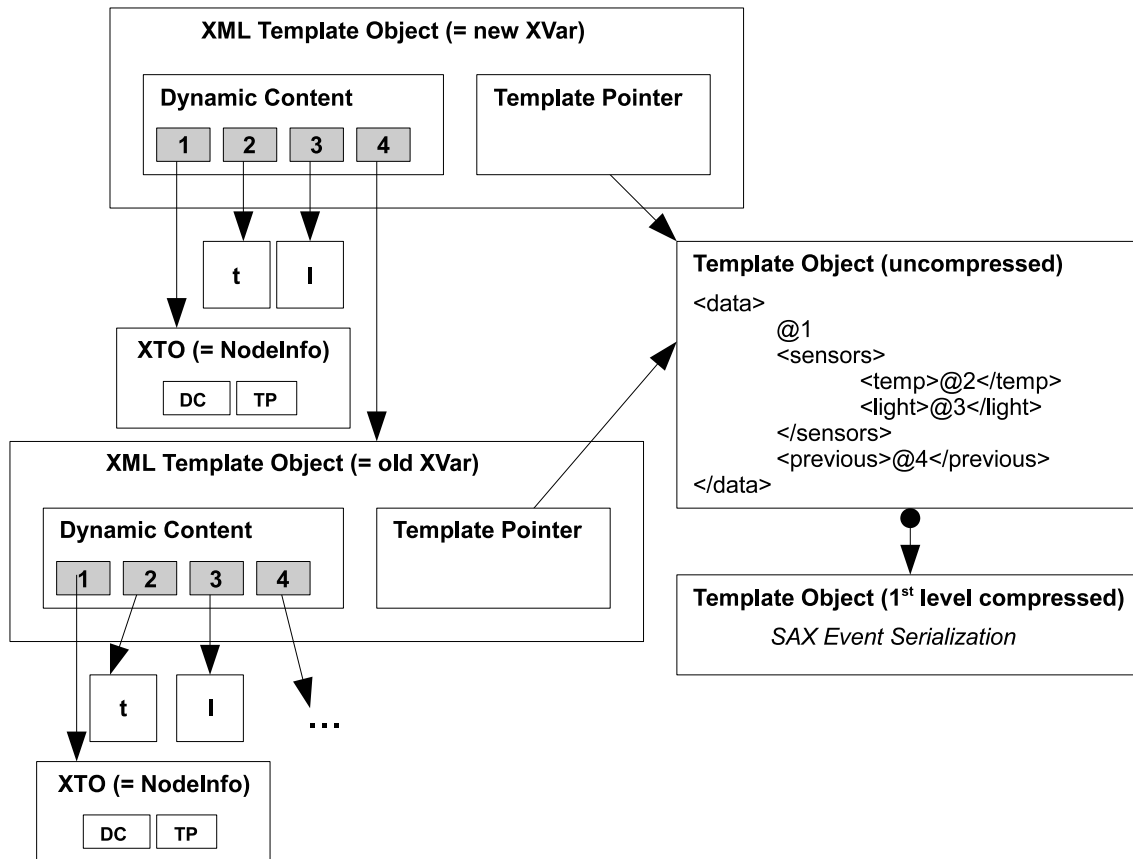 XML Template Object (= new XVar)
Dynamic Content
Template Pointer
1 2 3 4
t l
XTO (= NodeInfo)
DC TP
XML Template Object (= old XVar)
Dynamic Content
Template Pointer
1 2 3 4
t l ...
XTO (= NodeInfo)
DC TP
Template Object (uncompressed)
<data>
@1
<sensors>
<temp>@2</temp>
<light>@3</light>
</sensors>
<previous>@4</previous>
</data>
Template Object (1st level compressed)
SAX Event Serialization